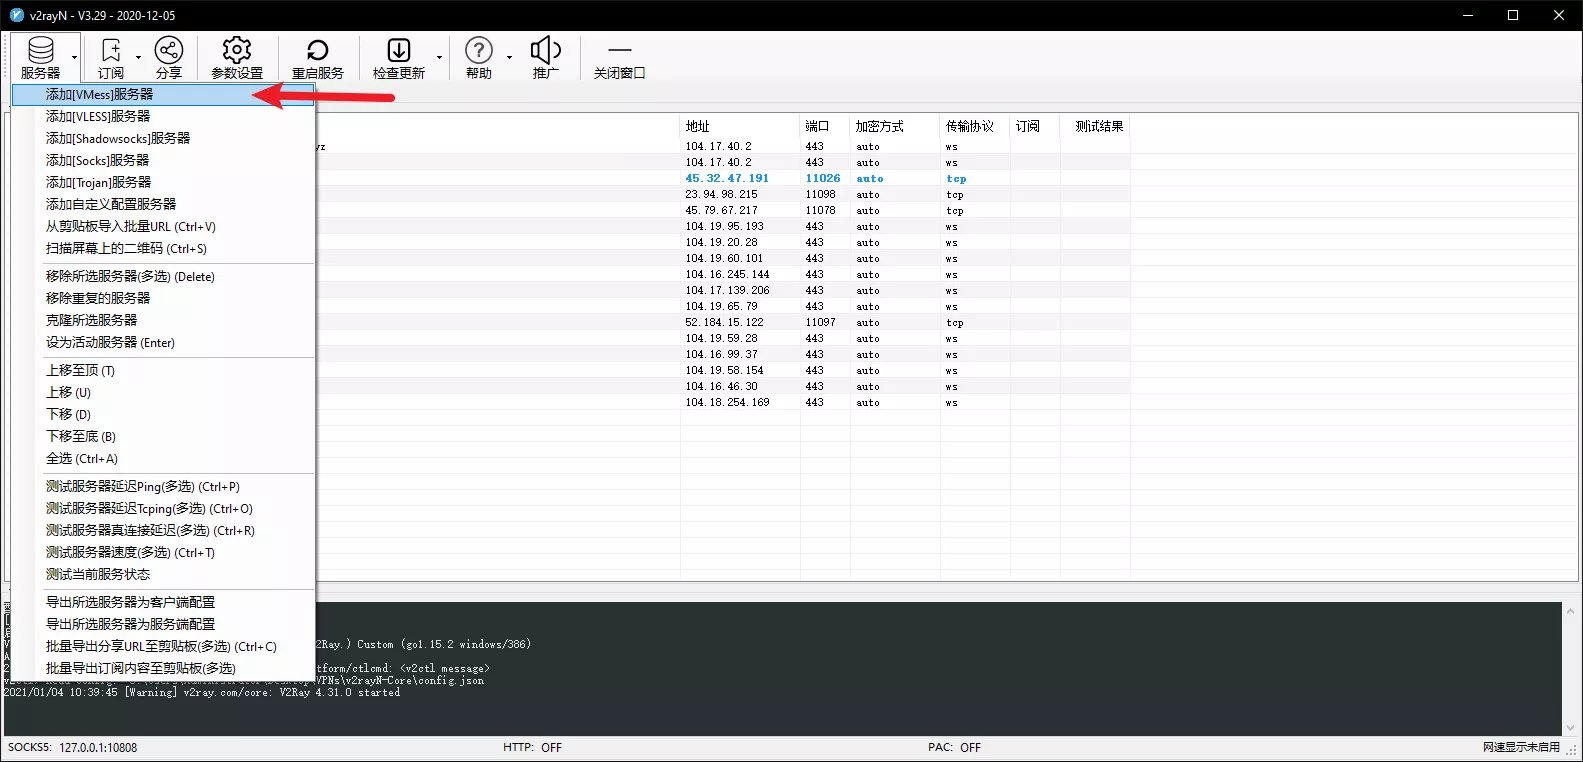 v2rayN - V3.29 - 2020-12-05
服务器 订阅 分享 参数设置 重启服务 检查更新 帮助 推广 关闭窗口
添加[VMess]服务器
添加[VLESS]服务器
添加[Shadowsocks]服务器
添加[Socks]服务器
添加[Trojan]服务器
添加自定义配置服务器
从剪贴板导入批量URL (Ctrl+V)
扫描屏幕上的二维码 (Ctrl+S)
移除所选服务器(多选) (Delete)
移除重复的服务器
克隆所选服务器
设为活动服务器 (Enter)
上移至顶 (T)
上移 (U)
下移 (D)
下移至底 (B)
全选 (Ctrl+A)
测试服务器延迟Ping(多选) (Ctrl+P)
测试服务器延迟Tcping(多选) (Ctrl+O)
测试服务器真连接延迟(多选) (Ctrl+R)
测试服务器速度(多选) (Ctrl+T)
测试当前服务状态
导出所选服务器为客户端配置
导出所选服务器为服务端配置
批量导出分享URL至剪贴板(多选) (Ctrl+C)
批量导出订阅内容至剪贴板(多选)
地址 端口 加密方式 传输协议 订阅 测试结果
yz 104.17.40.2 443 auto ws
104.17.40.2 443 auto ws
45.32.47.191 11026 auto tcp
23.94.98.215 11098 auto tcp
45.79.67.217 11078 auto tcp
104.19.95.193 443 auto ws
104.19.20.28 443 auto ws
104.19.60.101 443 auto ws
104.16.245.144 443 auto ws
104.17.139.206 443 auto ws
104.19.65.79 443 auto ws
52.184.15.122 11097 auto tcp
104.19.59.28 443 auto ws
104.16.99.37 443 auto ws
104.19.58.154 443 auto ws
104.16.46.30 443 auto ws
104.18.254.169 443 auto ws
2Ray.) Custom (go1.15.2 windows/386)
tform/ctlcmd: <v2ctl message>
VPNs\v2rayN-Core\config.json
2021/01/04 10:39:45 [Warning] v2ray.com/core: V2Ray 4.31.0 started
SOCKS5: 127.0.0.1:10808 HTTP: OFF PAC: OFF 网速显示未启用